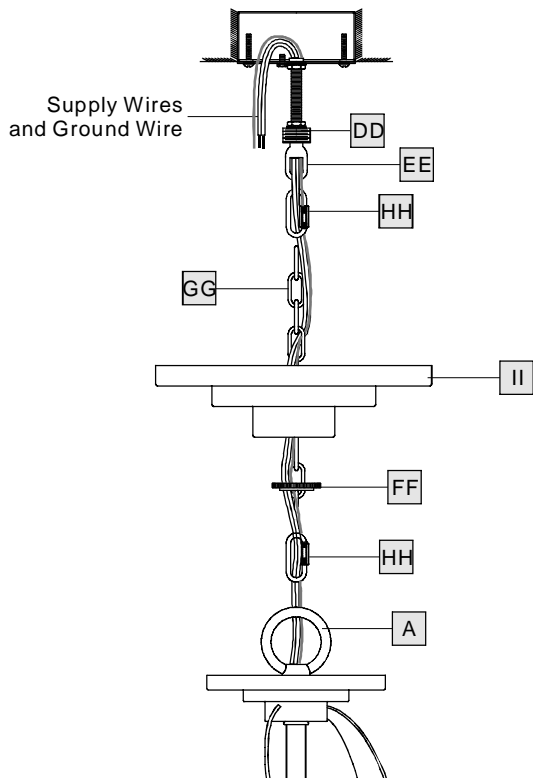 Supply Wires
and Ground Wire
DD
EE
HH
GG
II
FF
HH
A